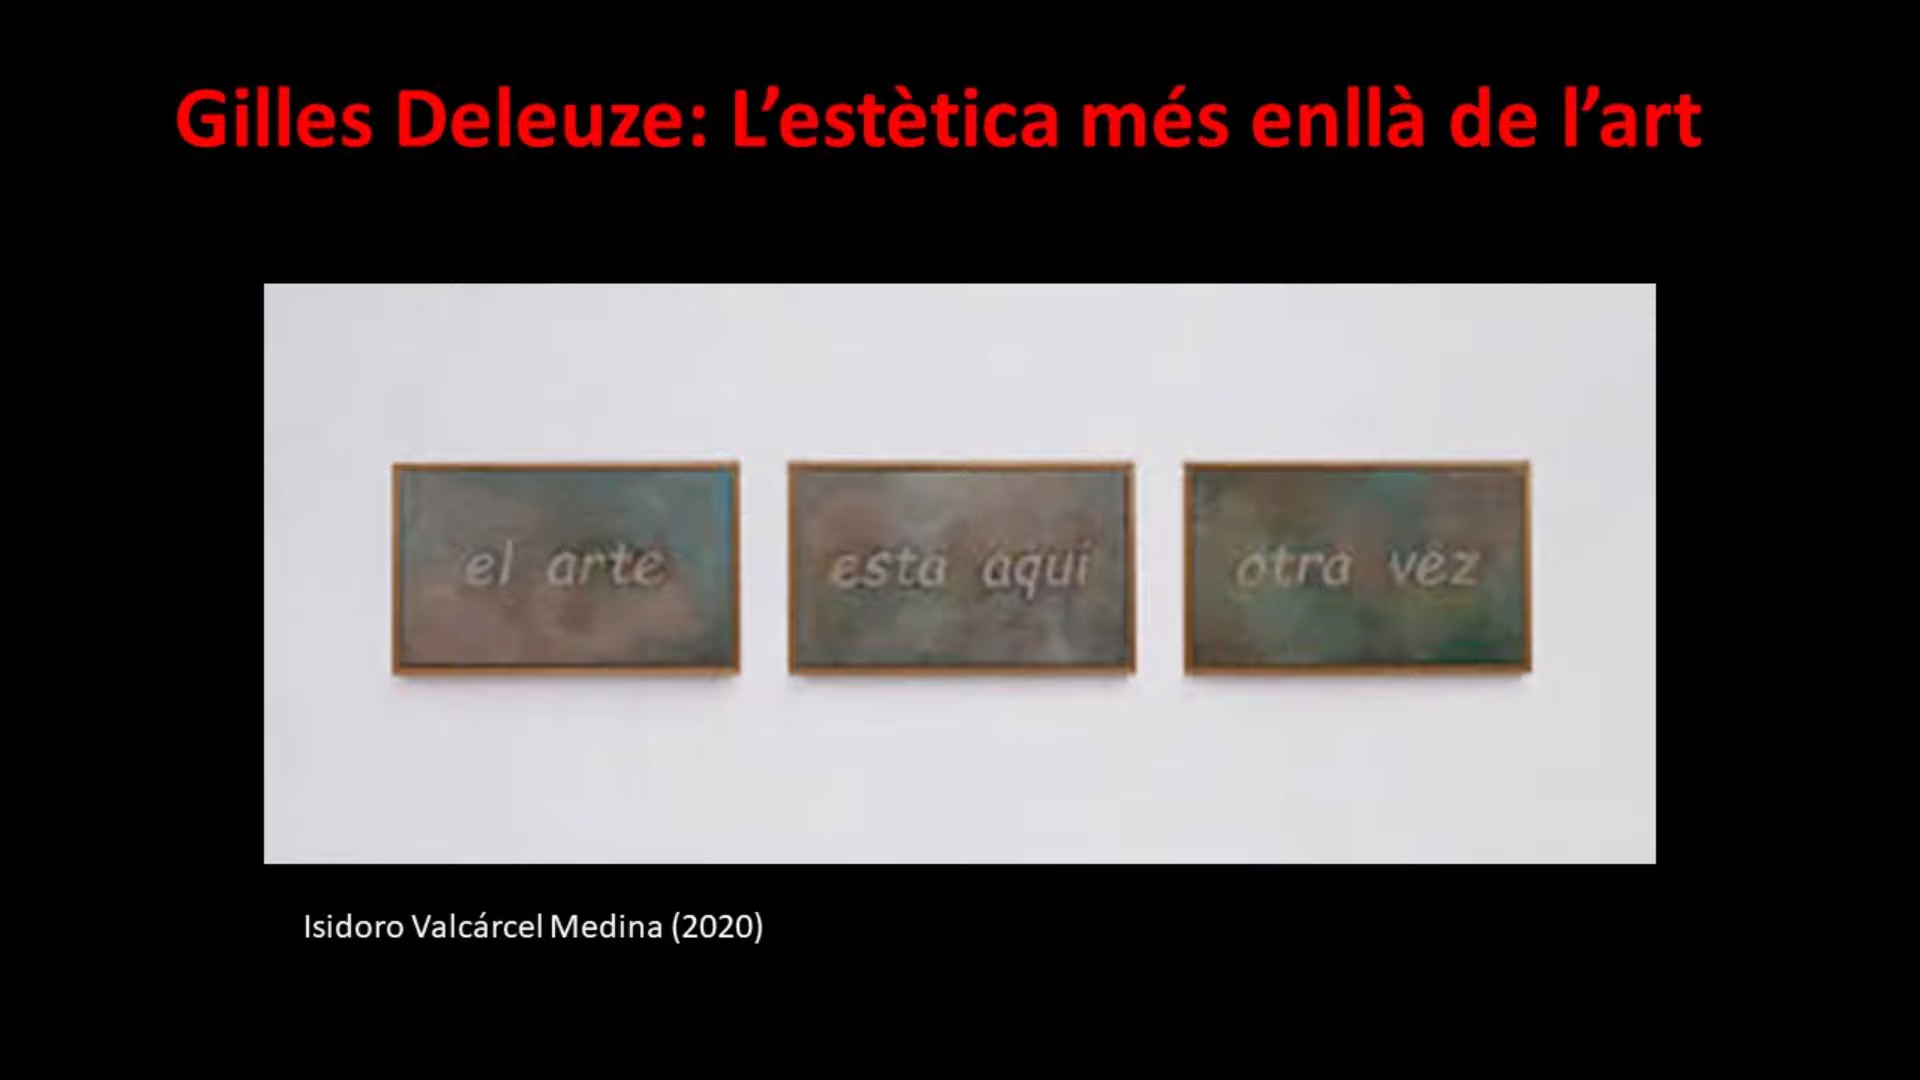 Gilles Deleuze: L’estètica més enllà de l’art
el arte
está aquí
otra vez
Isidoro Valcárcel Medina (2020)